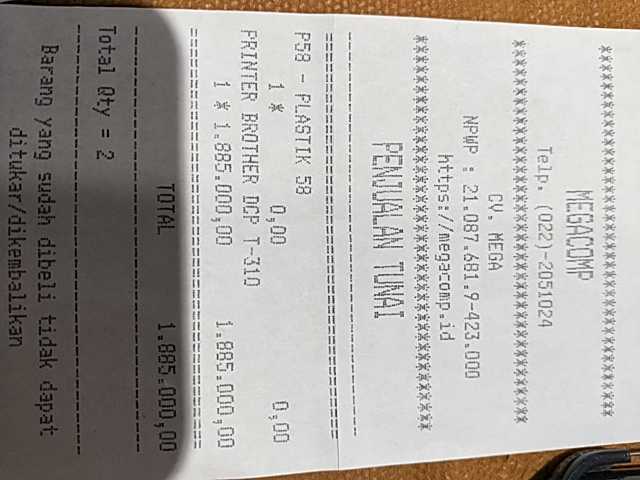 *****************************************
MEGACOMP
Telp. (022)-2051024
*****************************************
CV. MEGA
NPWP : 21.087.681.9-423.000
https://megacomp.id
*****************************************
PENJUALAN TUNAI
-----------------------------------------
=========================================
P58 - PLASTIK 58
1 * 0,00 0,00
PRINTER BROTHER DCP T-310
1 * 1.885.000,00 1.885.000,00
=========================================
TOTAL 1.885.000,00
-----------------------------------------
Total Qty = 2
-----------------------------------------
Barang yang sudah dibeli tidak dapat
ditukar/dikembalikan